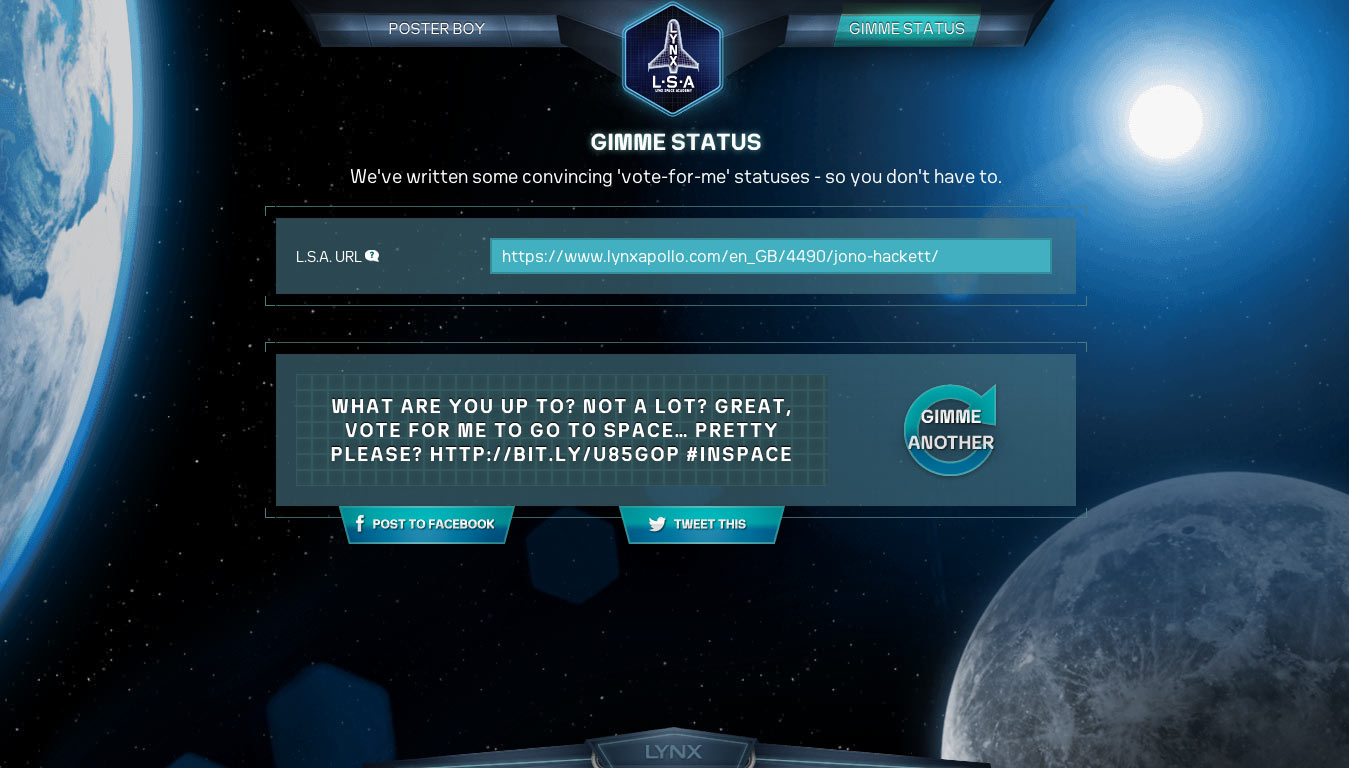 POSTER BOY
GIMME STATUS
LYNX
L·S·A
LYNX SPACE ACADEMY
GIMME STATUS
We've written some convincing 'vote-for-me' statuses - so you don't have to.
L.S.A. URL ?
https://www.lynxapollo.com/en_GB/4490/jono-hackett/
WHAT ARE YOU UP TO? NOT A LOT? GREAT,
VOTE FOR ME TO GO TO SPACE... PRETTY
PLEASE? HTTP://BIT.LY/U85GOP #INSPACE
GIMME
ANOTHER
f POST TO FACEBOOK
TWEET THIS
LYNX